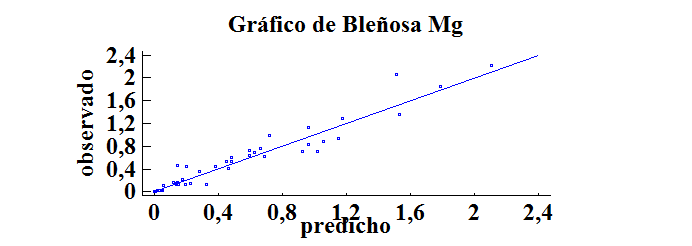 Gráfico de Bleñosa Mg
2,4
2
1,6
1,2
0,8
0,4
0
observado
0 0,4 0,8 1,2 1,6 2 2,4
predicho